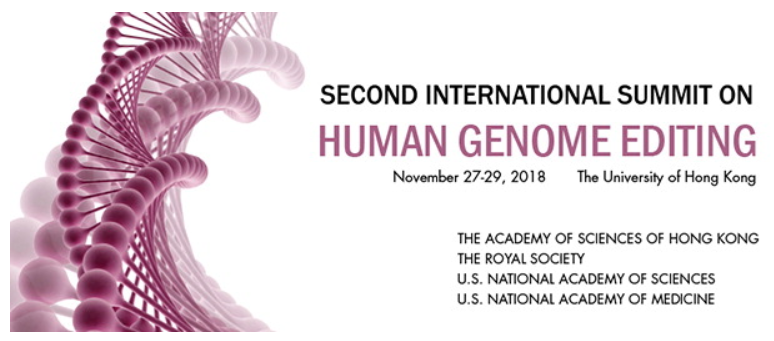 SECOND INTERNATIONAL SUMMIT ON
HUMAN GENOME EDITING
November 27-29, 2018 The University of Hong Kong
THE ACADEMY OF SCIENCES OF HONG KONG
THE ROYAL SOCIETY
U.S. NATIONAL ACADEMY OF SCIENCES
U.S. NATIONAL ACADEMY OF MEDICINE